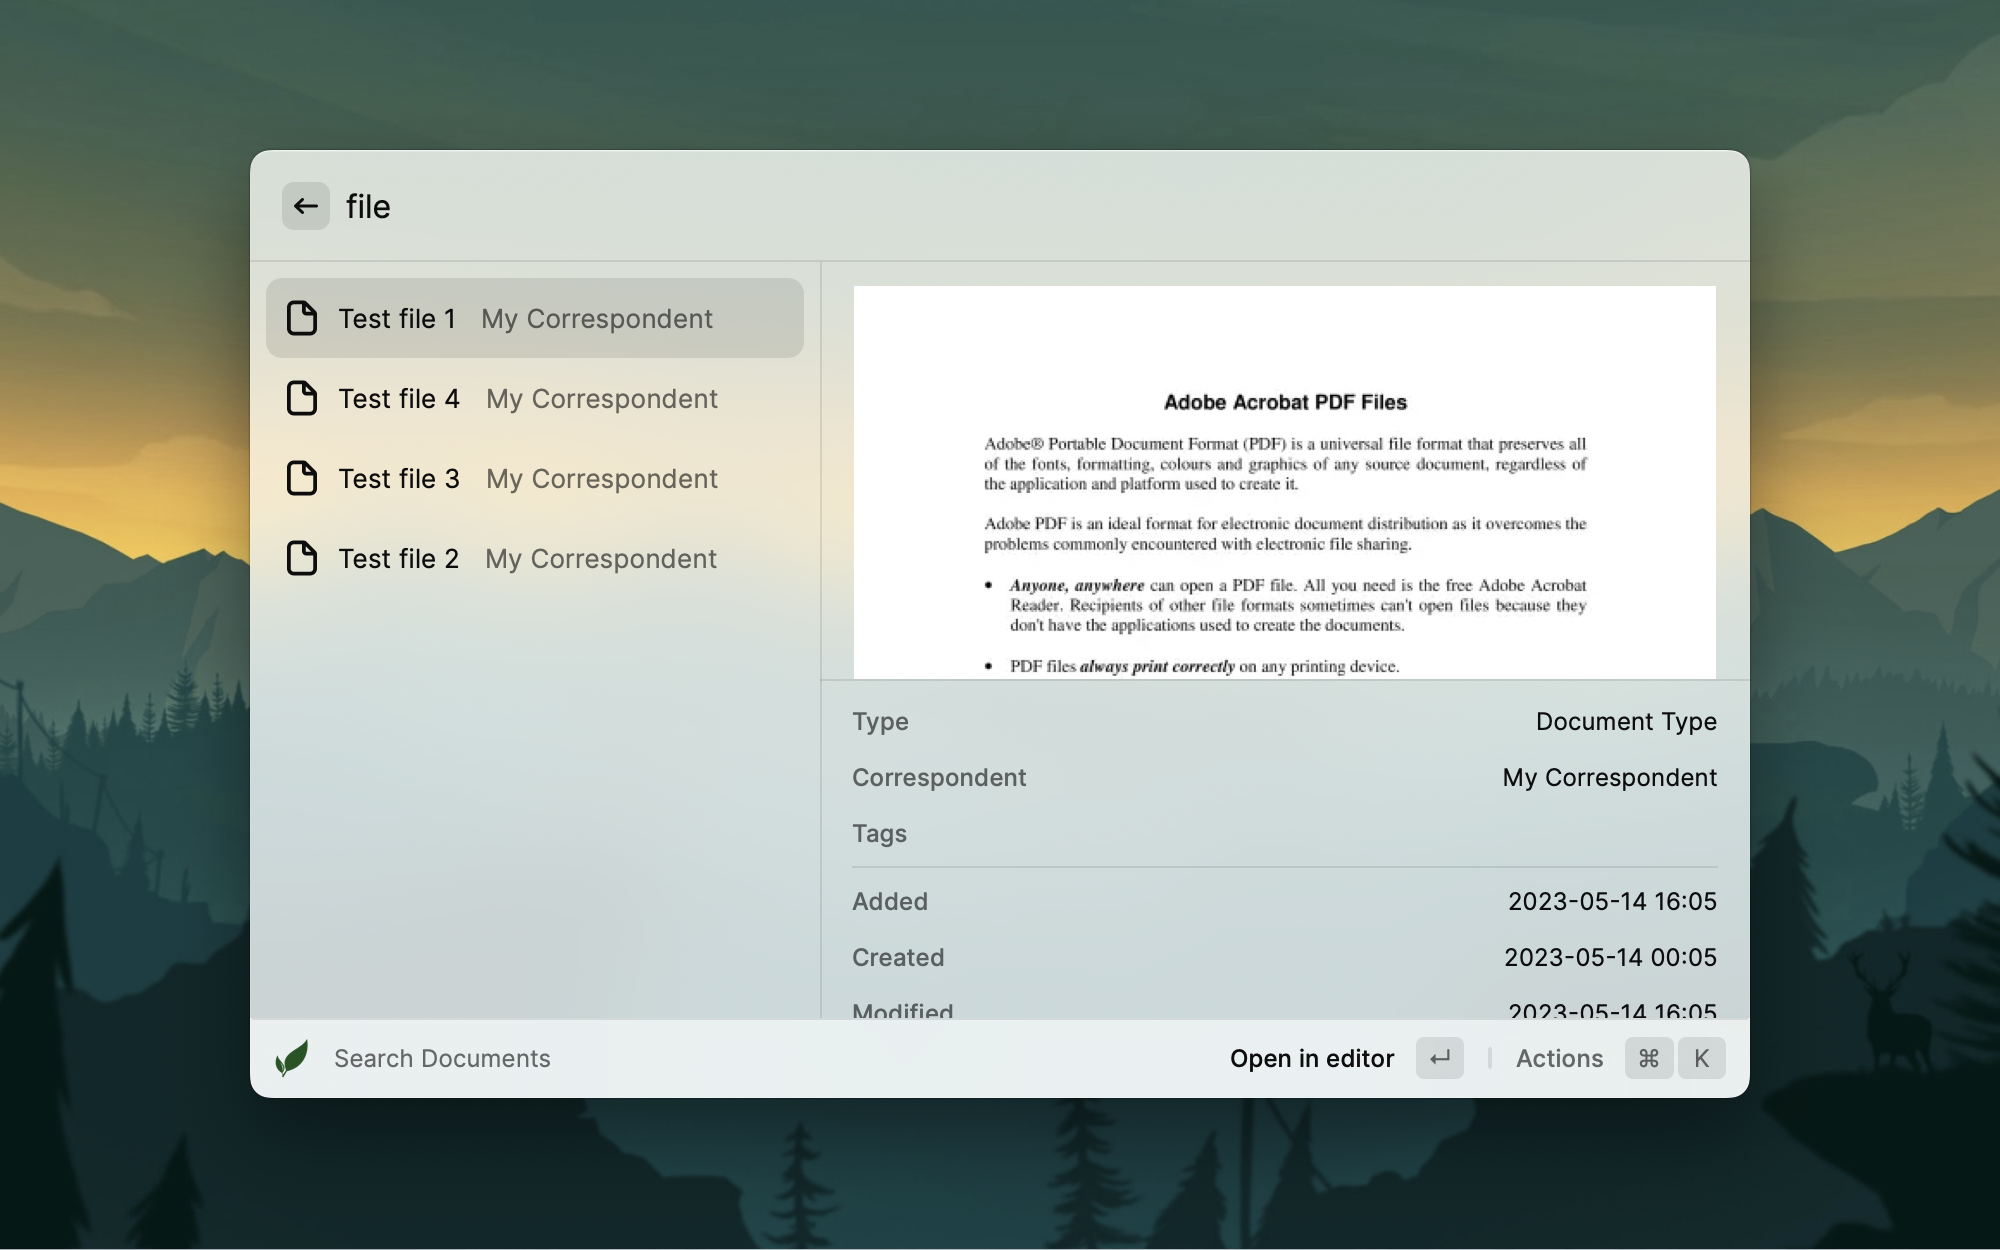 file
Test file 1 My Correspondent
Test file 4 My Correspondent
Test file 3 My Correspondent
Test file 2 My Correspondent
Adobe Acrobat PDF Files
Adobe® Portable Document Format (PDF) is a universal file format that preserves all
of the fonts, formatting, colours and graphics of any source document, regardless of
the application and platform used to create it.
Adobe PDF is an ideal format for electronic document distribution as it overcomes the
problems commonly encountered with electronic file sharing.
• Anyone, anywhere can open a PDF file. All you need is the free Adobe Acrobat
Reader. Recipients of other file formats sometimes can't open files because they
don't have the applications used to create the documents.
• PDF files always print correctly on any printing device.
Type Document Type
Correspondent My Correspondent
Tags
Added 2023-05-14 16:05
Created 2023-05-14 00:05
Modified 2023-05-14 16:05
Search Documents Open in editor ↵ Actions ⌘ K